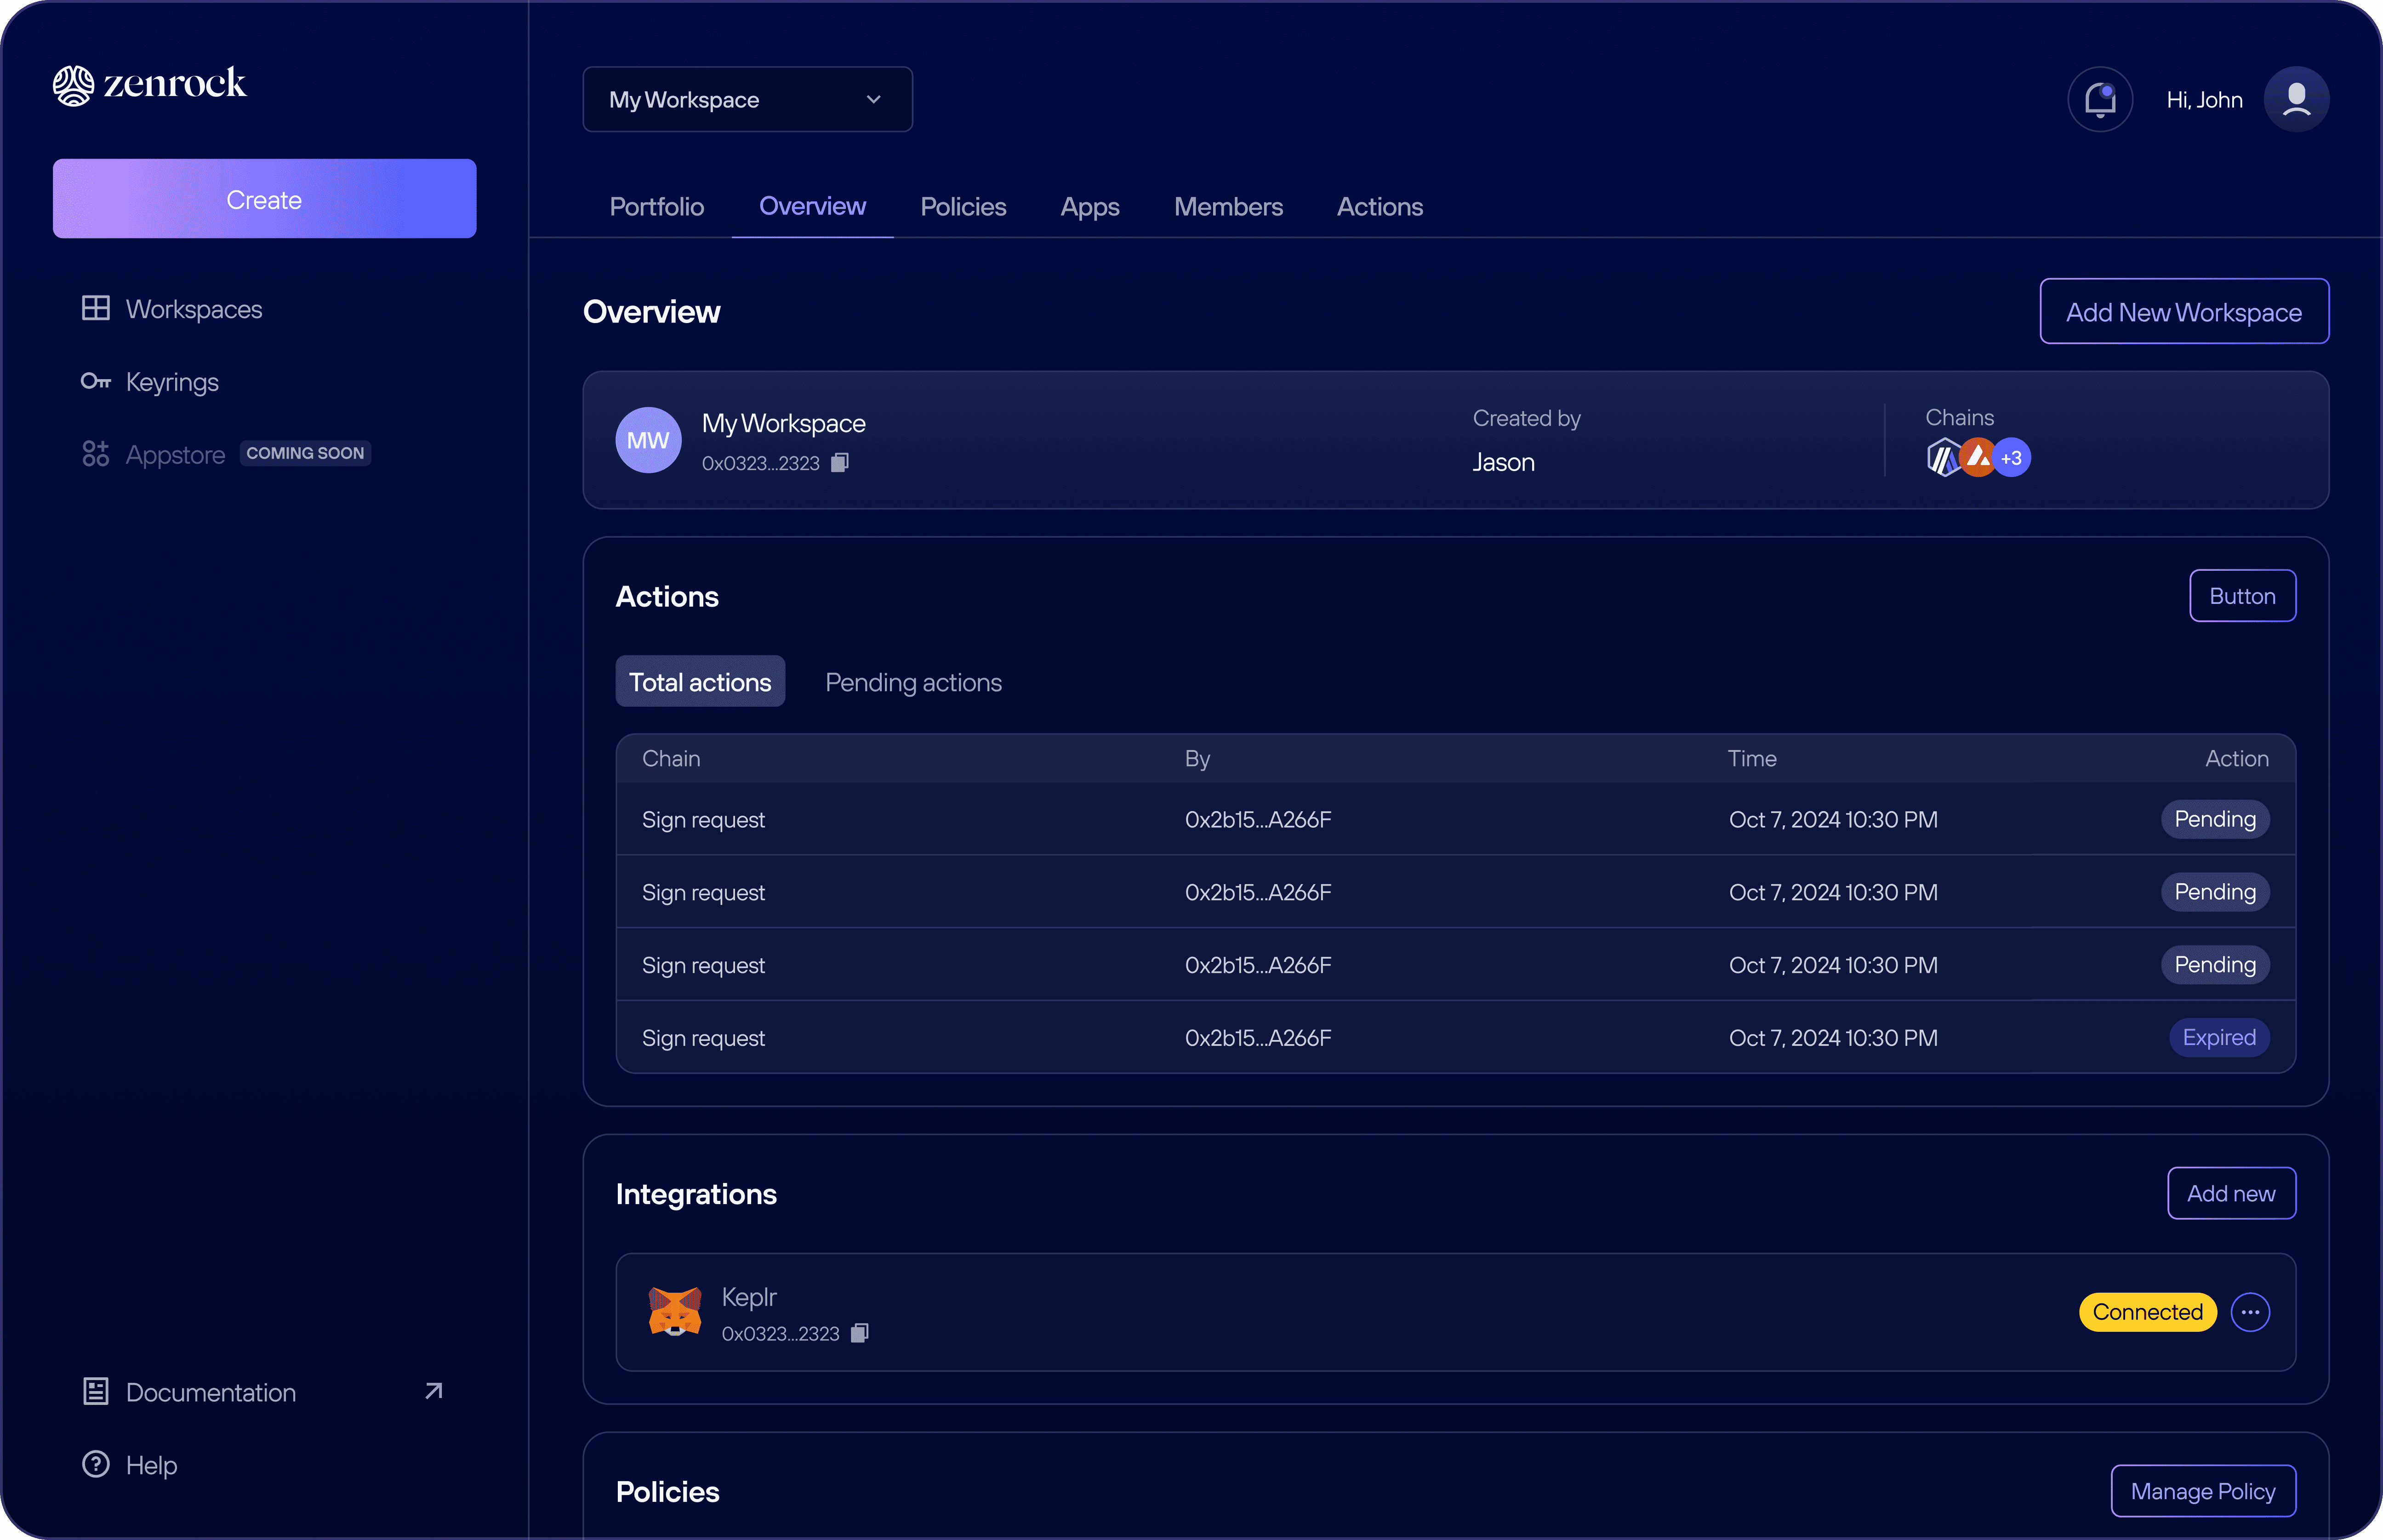 zenrock
My Workspace
Hi, John
Create
Portfolio Overview Policies Apps Members Actions
Workspaces
Keyrings
Appstore COMING SOON
Overview
Add New Workspace
MW
My Workspace
0x0323...2323
Created by
Jason
Chains
+3
Actions
Button
Total actions Pending actions
Chain By Time Action
Sign request 0x2b15...A266F Oct 7, 2024 10:30 PM Pending
Sign request 0x2b15...A266F Oct 7, 2024 10:30 PM Pending
Sign request 0x2b15...A266F Oct 7, 2024 10:30 PM Pending
Sign request 0x2b15...A266F Oct 7, 2024 10:30 PM Expired
Integrations
Add new
Keplr
0x0323...2323
Connected
Documentation
Help
Policies
Manage Policy